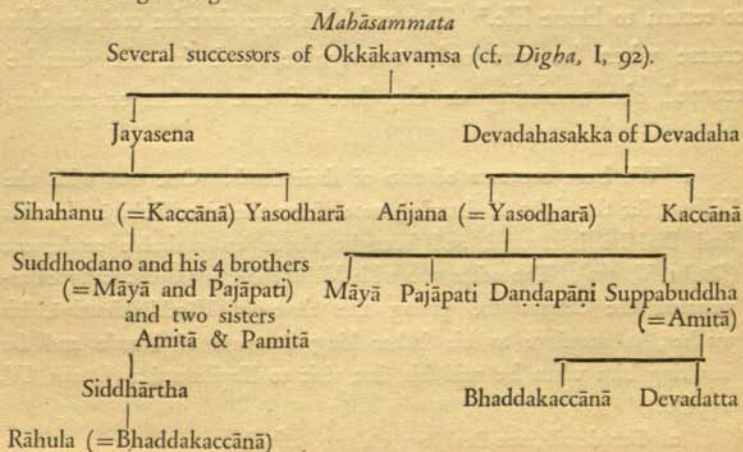 Mahāsammata
Several successors of Okkākavaṃsa (cf. Dīgha, I, 92).
Jayasena Devadahasakka of Devadaha
Sihahanu (=Kaccānā) Yasodharā Añjana (=Yasodharā) Kaccānā
Suddhodano and his 4 brothers
(=Māyā and Pajāpati) Māyā Pajāpati Daṇḍapāṇi Suppabuddha
and two sisters (=Amitā)
Amitā & Pamitā
Siddhārtha
Bhaddakaccānā Devadatta
Rāhula (=Bhaddakaccānā)